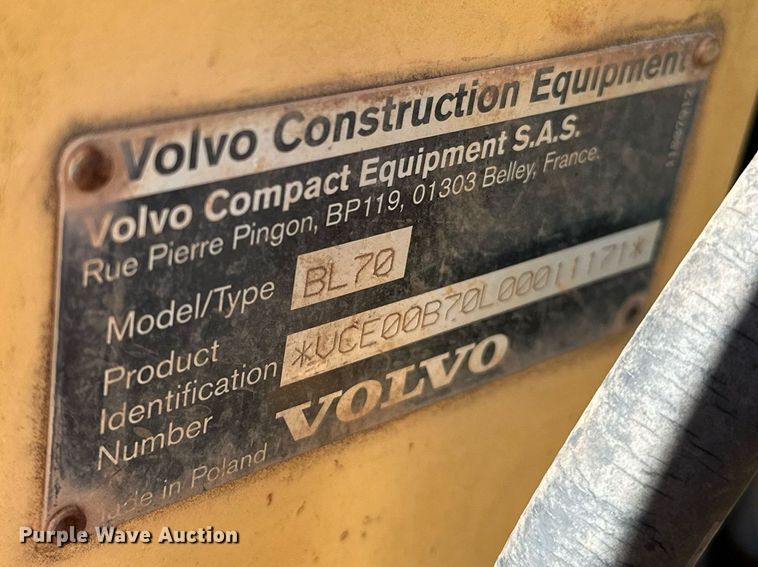 Volvo Construction Equipment
Volvo Compact Equipment S.A.S.
Rue Pierre Pingon, BP119, 01303 Belley, France.
Model/Type BL70
Product
Identification *VCE00B70L00011171*
Number
VOLVO
Made in Poland
Purple Wave Auction